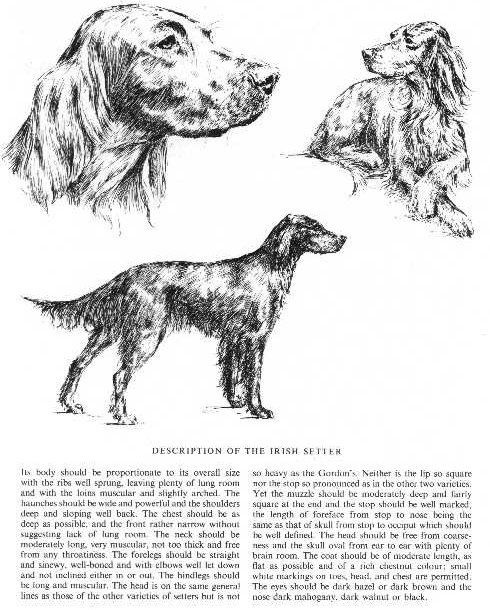 DESCRIPTION OF THE IRISH SETTER
Its body should be proportionate to its overall size
with the ribs well sprung, leaving plenty of lung room
and with the loins muscular and slightly arched. The
haunches should be wide and powerful and the shoulders
deep and sloping well back. The chest should be as
deep as possible, and the front rather narrow without
suggesting lack of lung room. The neck should be
moderately long, very muscular, not too thick and free
from any throatiness. The forelegs should be straight
and sinewy, well-boned and with elbows well let down
and not inclined either in or out. The hindlegs should
be long and muscular. The head is on the same general
lines as those of the other varieties of setters but is not
so heavy as the Gordon's. Neither is the lip so square
nor the stop so pronounced as in the other two varieties.
Yet the muzzle should be moderately deep and fairly
square at the end and the stop should be well marked,
the length of foreface from stop to nose being the
same as that of skull from stop to occiput which should
be well defined. The head should be free from coarse-
ness and the skull oval from ear to ear with plenty of
brain room. The coat should be of moderate length, as
flat as possible and of a rich chestnut colour; small
white markings on toes, head, and chest are permitted.
The eyes should be dark hazel or dark brown and the
nose dark mahogany, dark walnut or black.